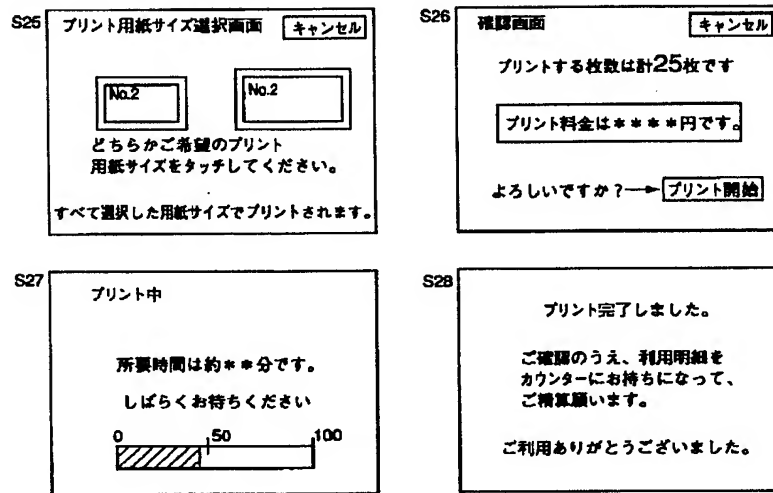 S25
プリント用紙サイズ選択画面 キャンセル
No.2 No.2
どちらかご希望のプリント
用紙サイズをタッチしてください。
すべて選択した用紙サイズでプリントされます。
S26
確認画面 キャンセル
プリントする枚数は計25枚です
プリント料金は＊＊＊＊円です。
よろしいですか?→プリント開始
S27
プリント中
所要時間は約＊＊分です。
しばらくお待ちください
0 50 100
S28
プリント完了しました。
ご確認のうえ、利用明細を
カウンターにお持ちになって、
ご精算願います。
ご利用ありがとうございました。